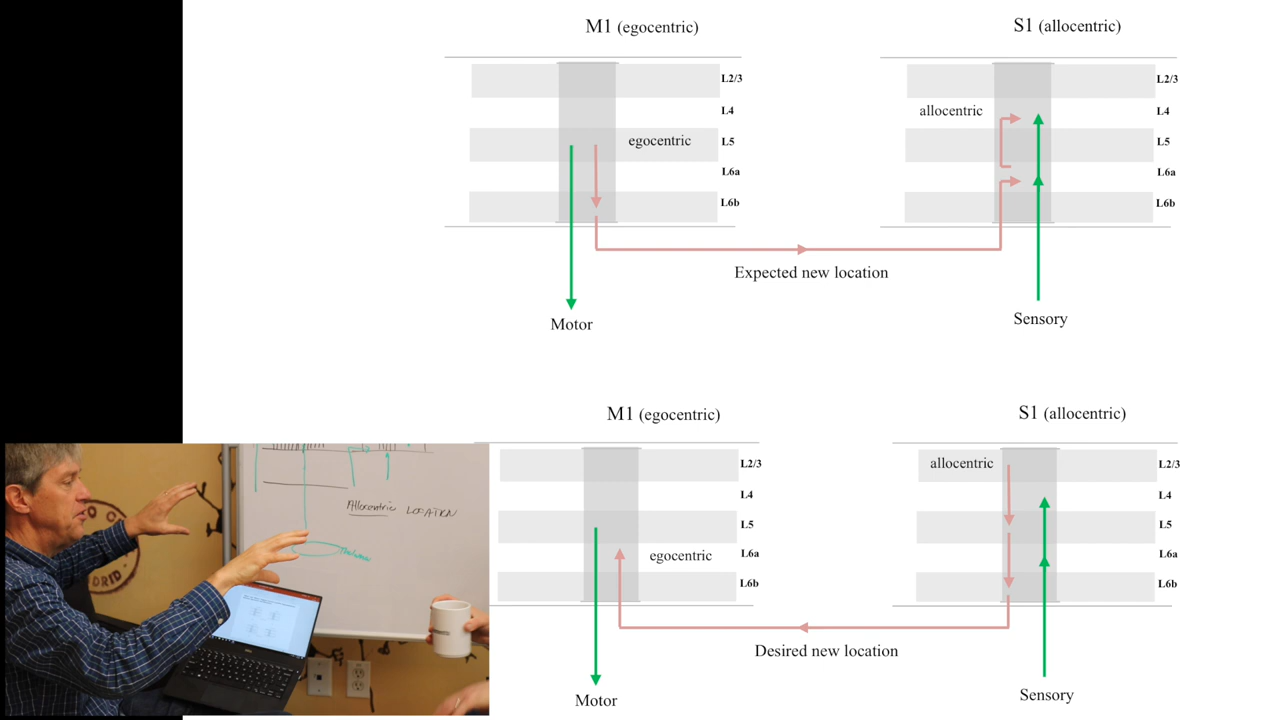 M1 (egocentric)
S1 (allocentric)
L2/3
L4
egocentric
L5
L6a
L6b
allocentric
L2/3
L4
L5
L6a
L6b
Expected new location
Motor
Sensory
M1 (egocentric)
S1 (allocentric)
L2/3
L4
L5
egocentric
L6a
L6b
allocentric
L2/3
L4
L5
L6a
L6b
Desired new location
Motor
Sensory
Allocentric LOCATION
DRID